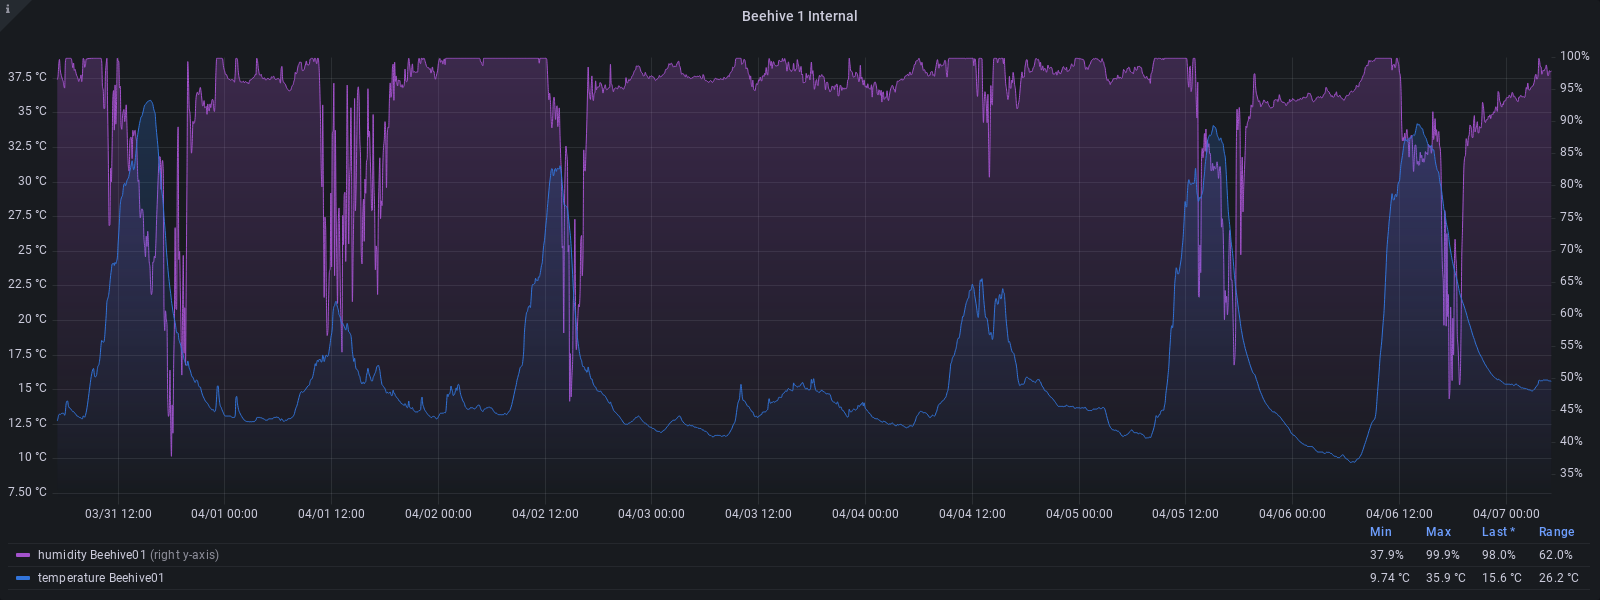 i
Beehive 1 Internal
37.5 °C
35 °C
32.5 °C
30 °C
27.5 °C
25 °C
22.5 °C
20 °C
17.5 °C
15 °C
12.5 °C
10 °C
7.50 °C
100%
95%
90%
85%
80%
75%
70%
65%
60%
55%
50%
45%
40%
35%
03/31 12:00 04/01 00:00 04/01 12:00 04/02 00:00 04/02 12:00 04/03 00:00 04/03 12:00 04/04 00:00 04/04 12:00 04/05 00:00 04/05 12:00 04/06 00:00 04/06 12:00 04/07 00:00
Min Max Last * Range
humidity Beehive01 (right y-axis) 37.9% 99.9% 98.0% 62.0%
temperature Beehive01 9.74 °C 35.9 °C 15.6 °C 26.2 °C